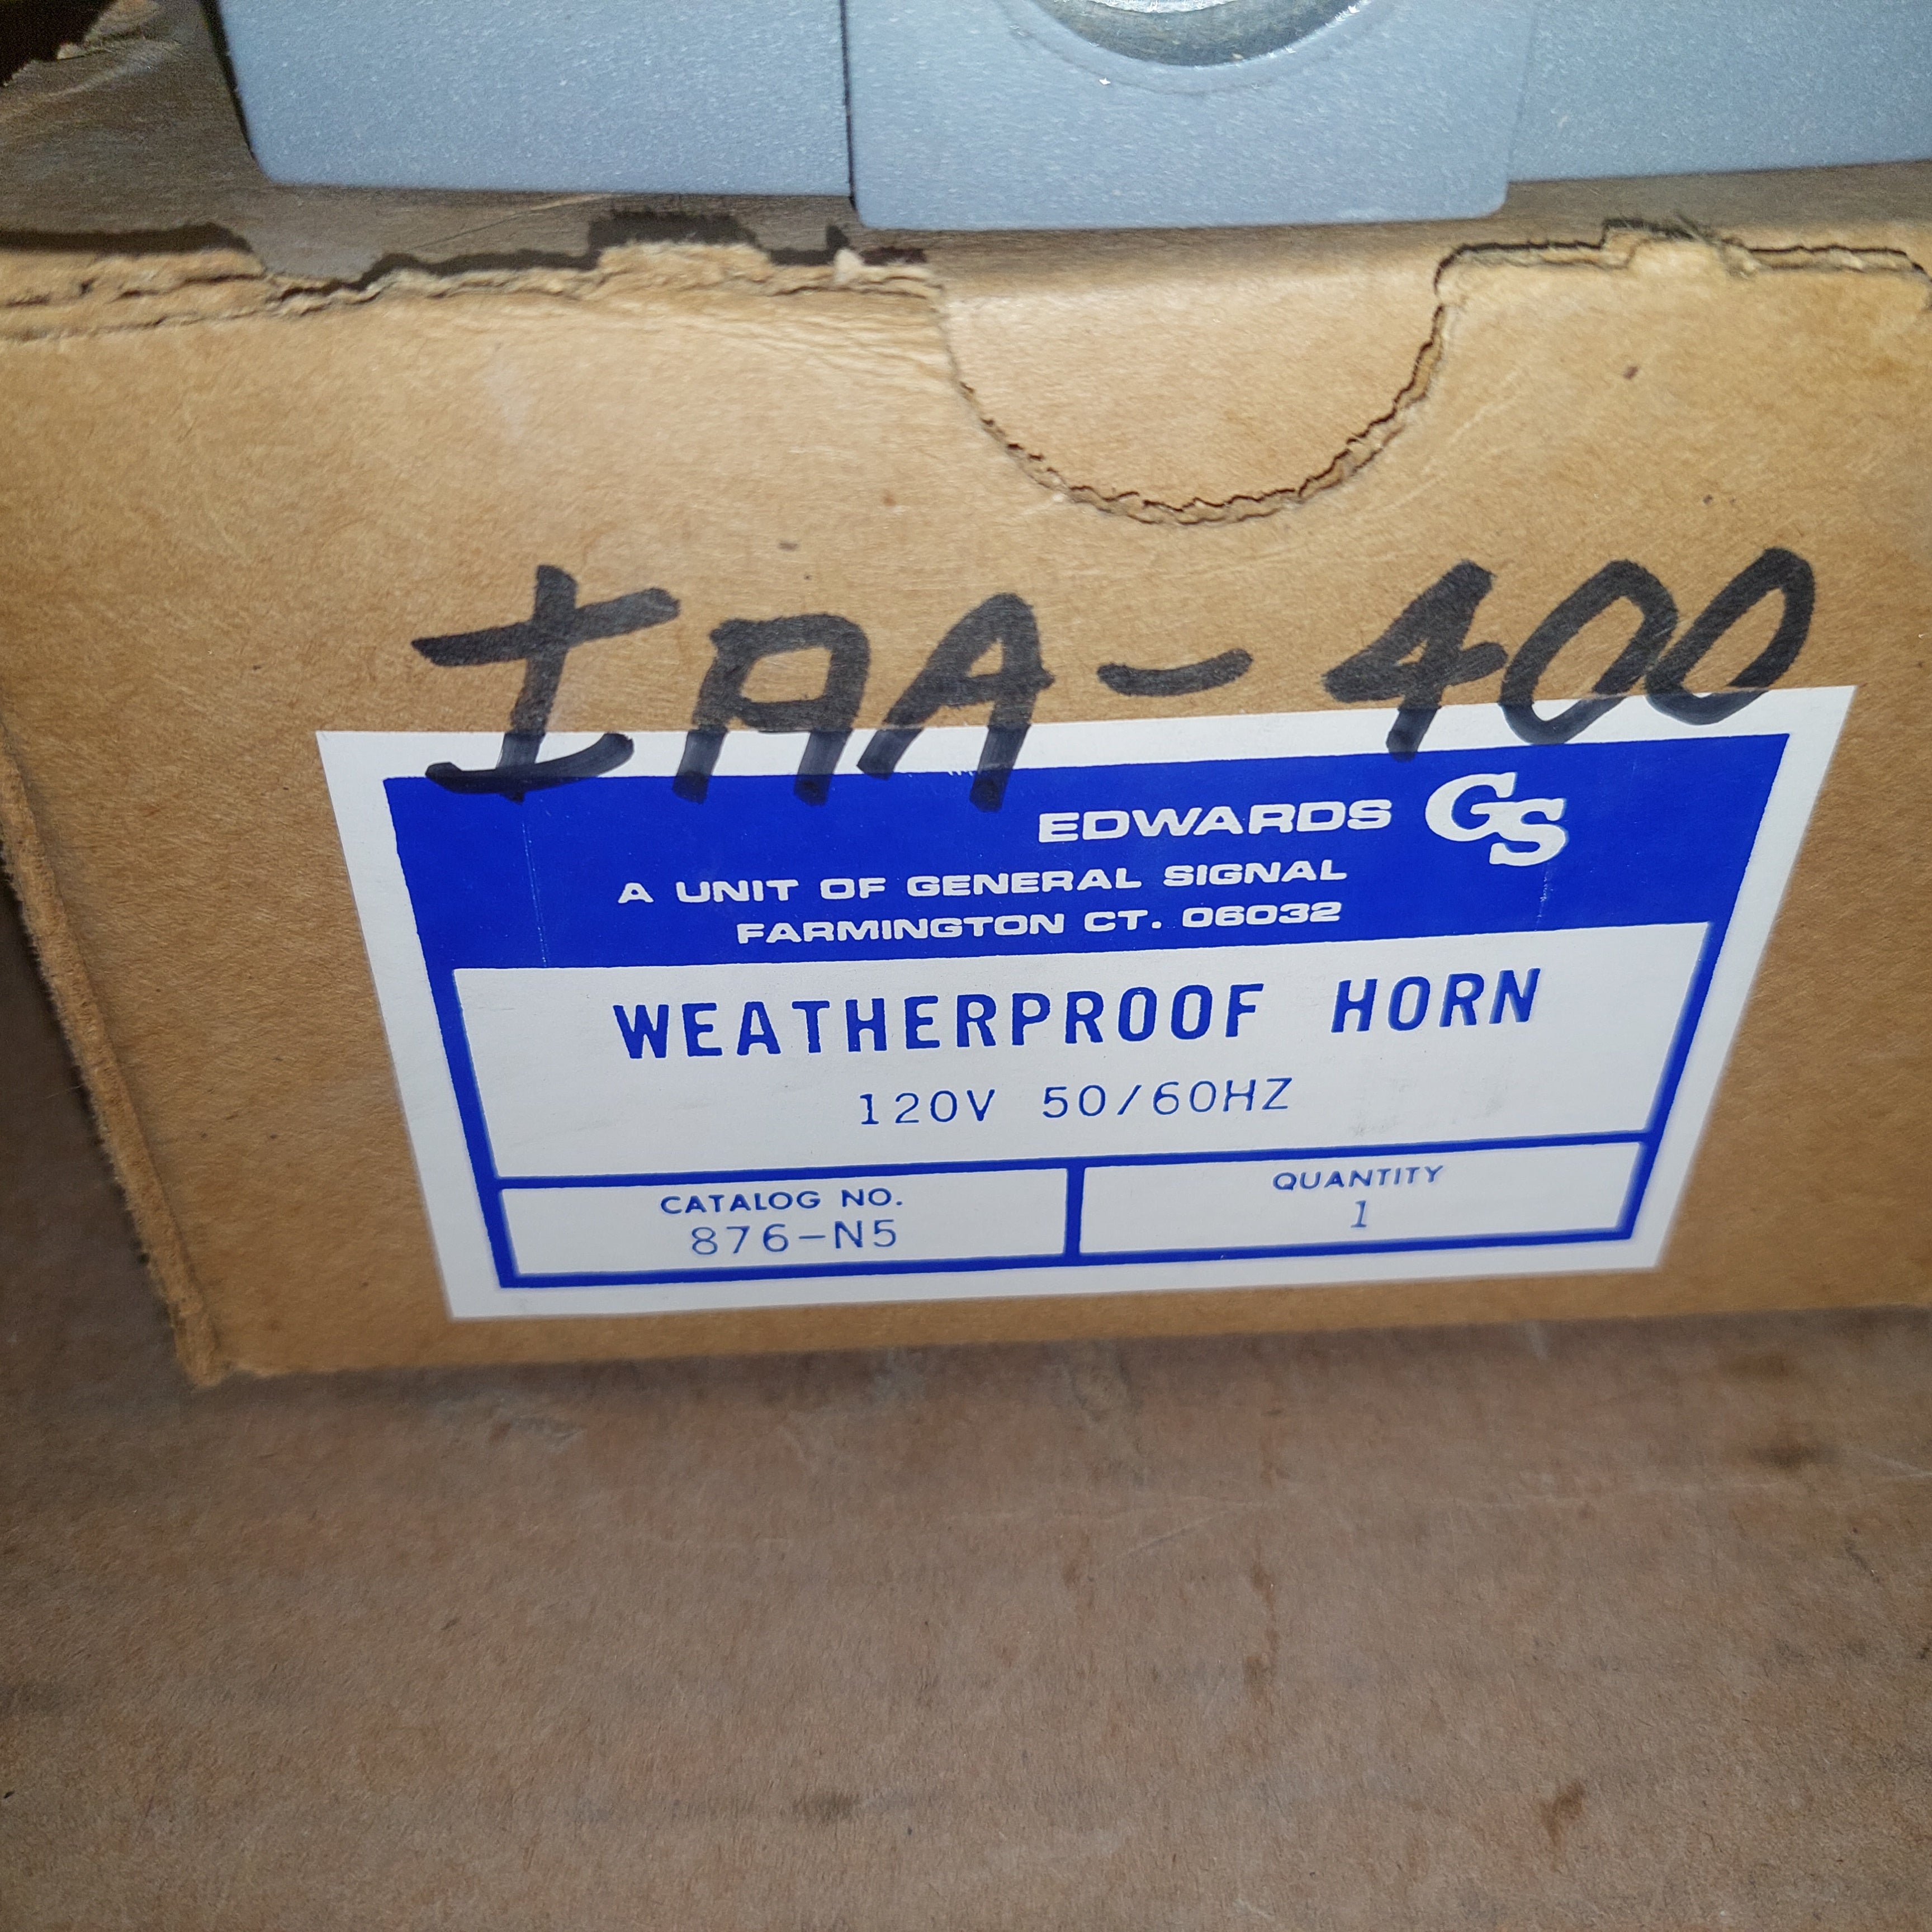 IAA-400
EDWARDS GS
A UNIT OF GENERAL SIGNAL
FARMINGTON CT. 06032
WEATHERPROOF HORN
120V 50/60HZ
CATALOG NO.
876-N5
QUANTITY
1